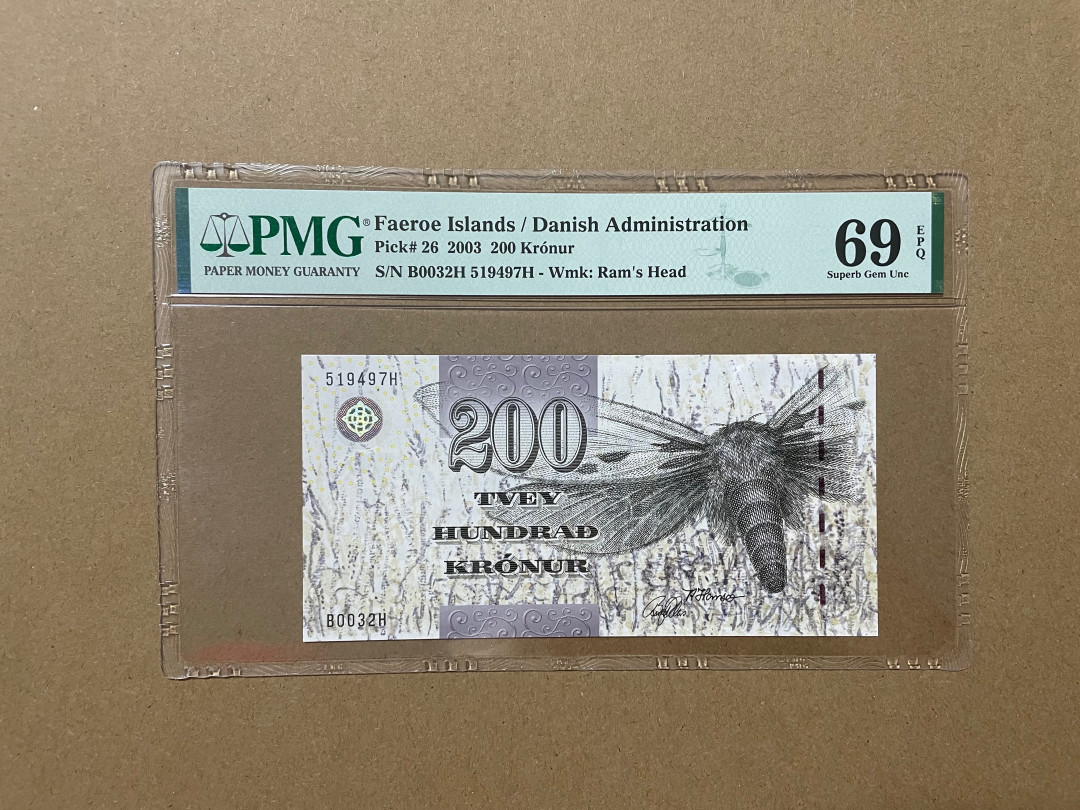 PMG®
PAPER MONEY GUARANTY
Faeroe Islands / Danish Administration
Pick# 26 2003 200 Krónur
S/N B0032H 519497H - Wmk: Ram's Head
69
EPQ
Superb Gem Unc
519497H
200
TVEY
HUNDRAÐ
KRÓNUR
B0032H